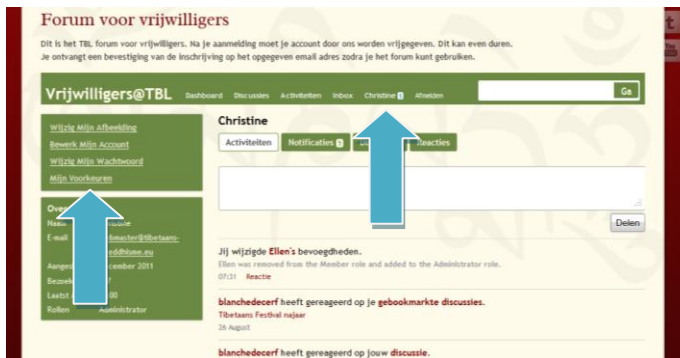 Forum voor vrijwilligers
Dit is het TBL forum voor vrijwilligers. Na je aanmelding moet je account door ons worden vrijgegeven. Dit kan even duren.
Je ontvangt een bevestiging van de inschrijving op het opgegeven email adres zodra je het forum kunt gebruiken.
Vrijwilligers@TBL Dashboard Discussies Activiteiten Inbox Christine 1 Afmelden Ga
Wijzig Mijn Afbeelding
Bewerk Mijn Account
Wijzig Mijn Wachtwoord
Mijn Voorkeuren
Over
Naam
E-mail
Laatst
Rollen Administrator
Christine
Activiteiten Notificaties 1 Reacties
Delen
Jij wijzigde Ellen's bevoegdheden.
Ellen was removed from the Member role and added to the Administrator role.
07:31 Reactie
blanchedecerf heeft gereageerd op je gebookmarkte discussies.
Tibetaans Festival najaar
26 August
blanchedecerf heeft gereageerd op jouw discussie.